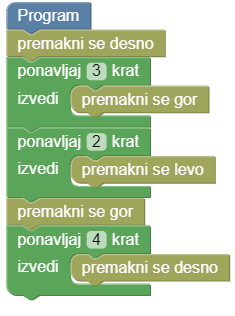 Program
premakni se desno
ponavljaj 3 krat
izvedi premakni se gor
ponavljaj 2 krat
izvedi premakni se levo
premakni se gor
ponavljaj 4 krat
izvedi premakni se desno